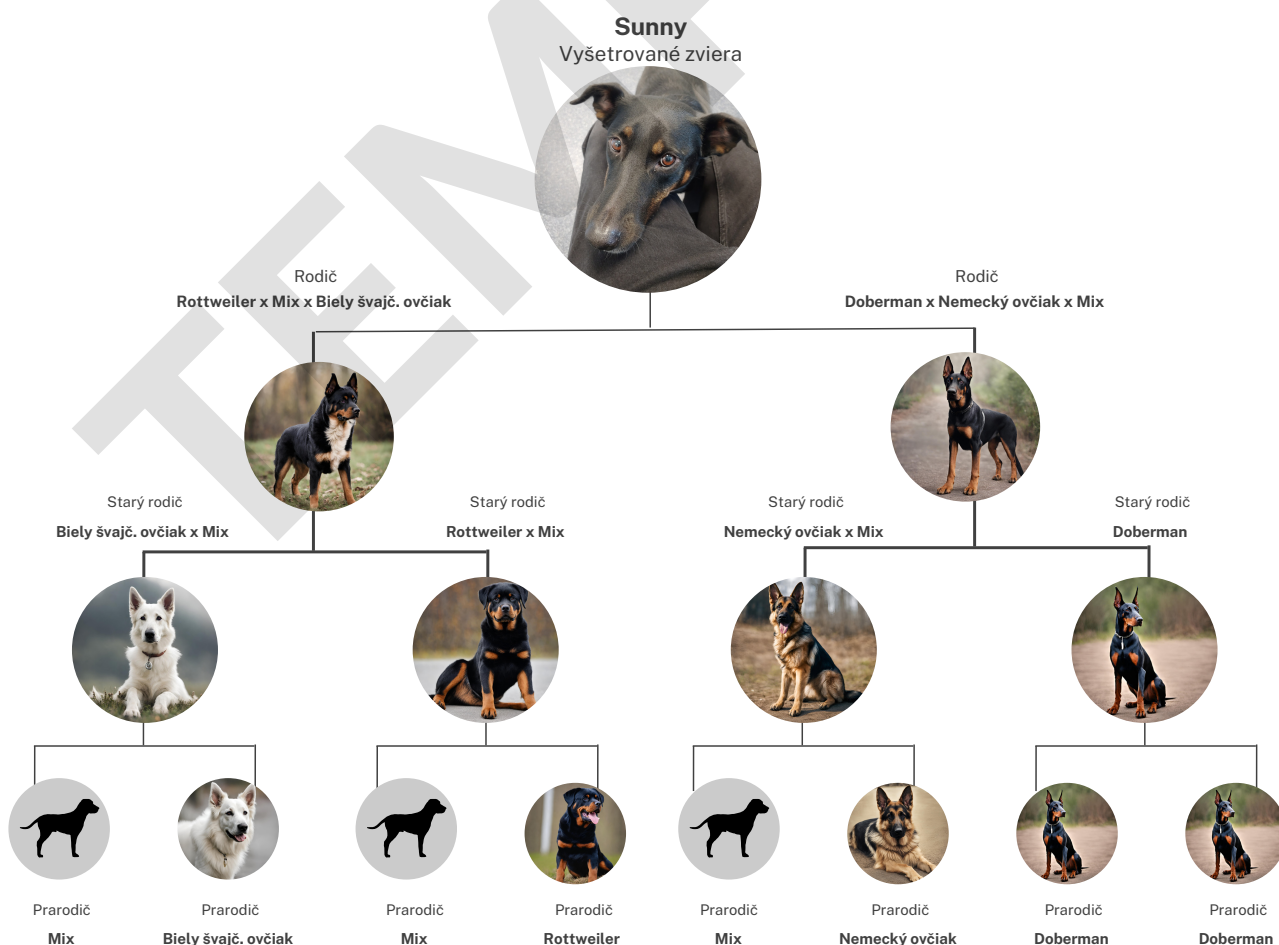 Sunny
Vyšetrované zviera
Rodič
Rottweiler x Mix x Biely švajč. ovčiak
Rodič
Doberman x Nemecký ovčiak x Mix
Starý rodič
Biely švajč. ovčiak x Mix
Starý rodič
Rottweiler x Mix
Starý rodič
Nemecký ovčiak x Mix
Starý rodič
Doberman
Prarodič
Mix
Prarodič
Biely švajč. ovčiak
Prarodič
Mix
Prarodič
Rottweiler
Prarodič
Mix
Prarodič
Nemecký ovčiak
Prarodič
Doberman
Prarodič
Doberman